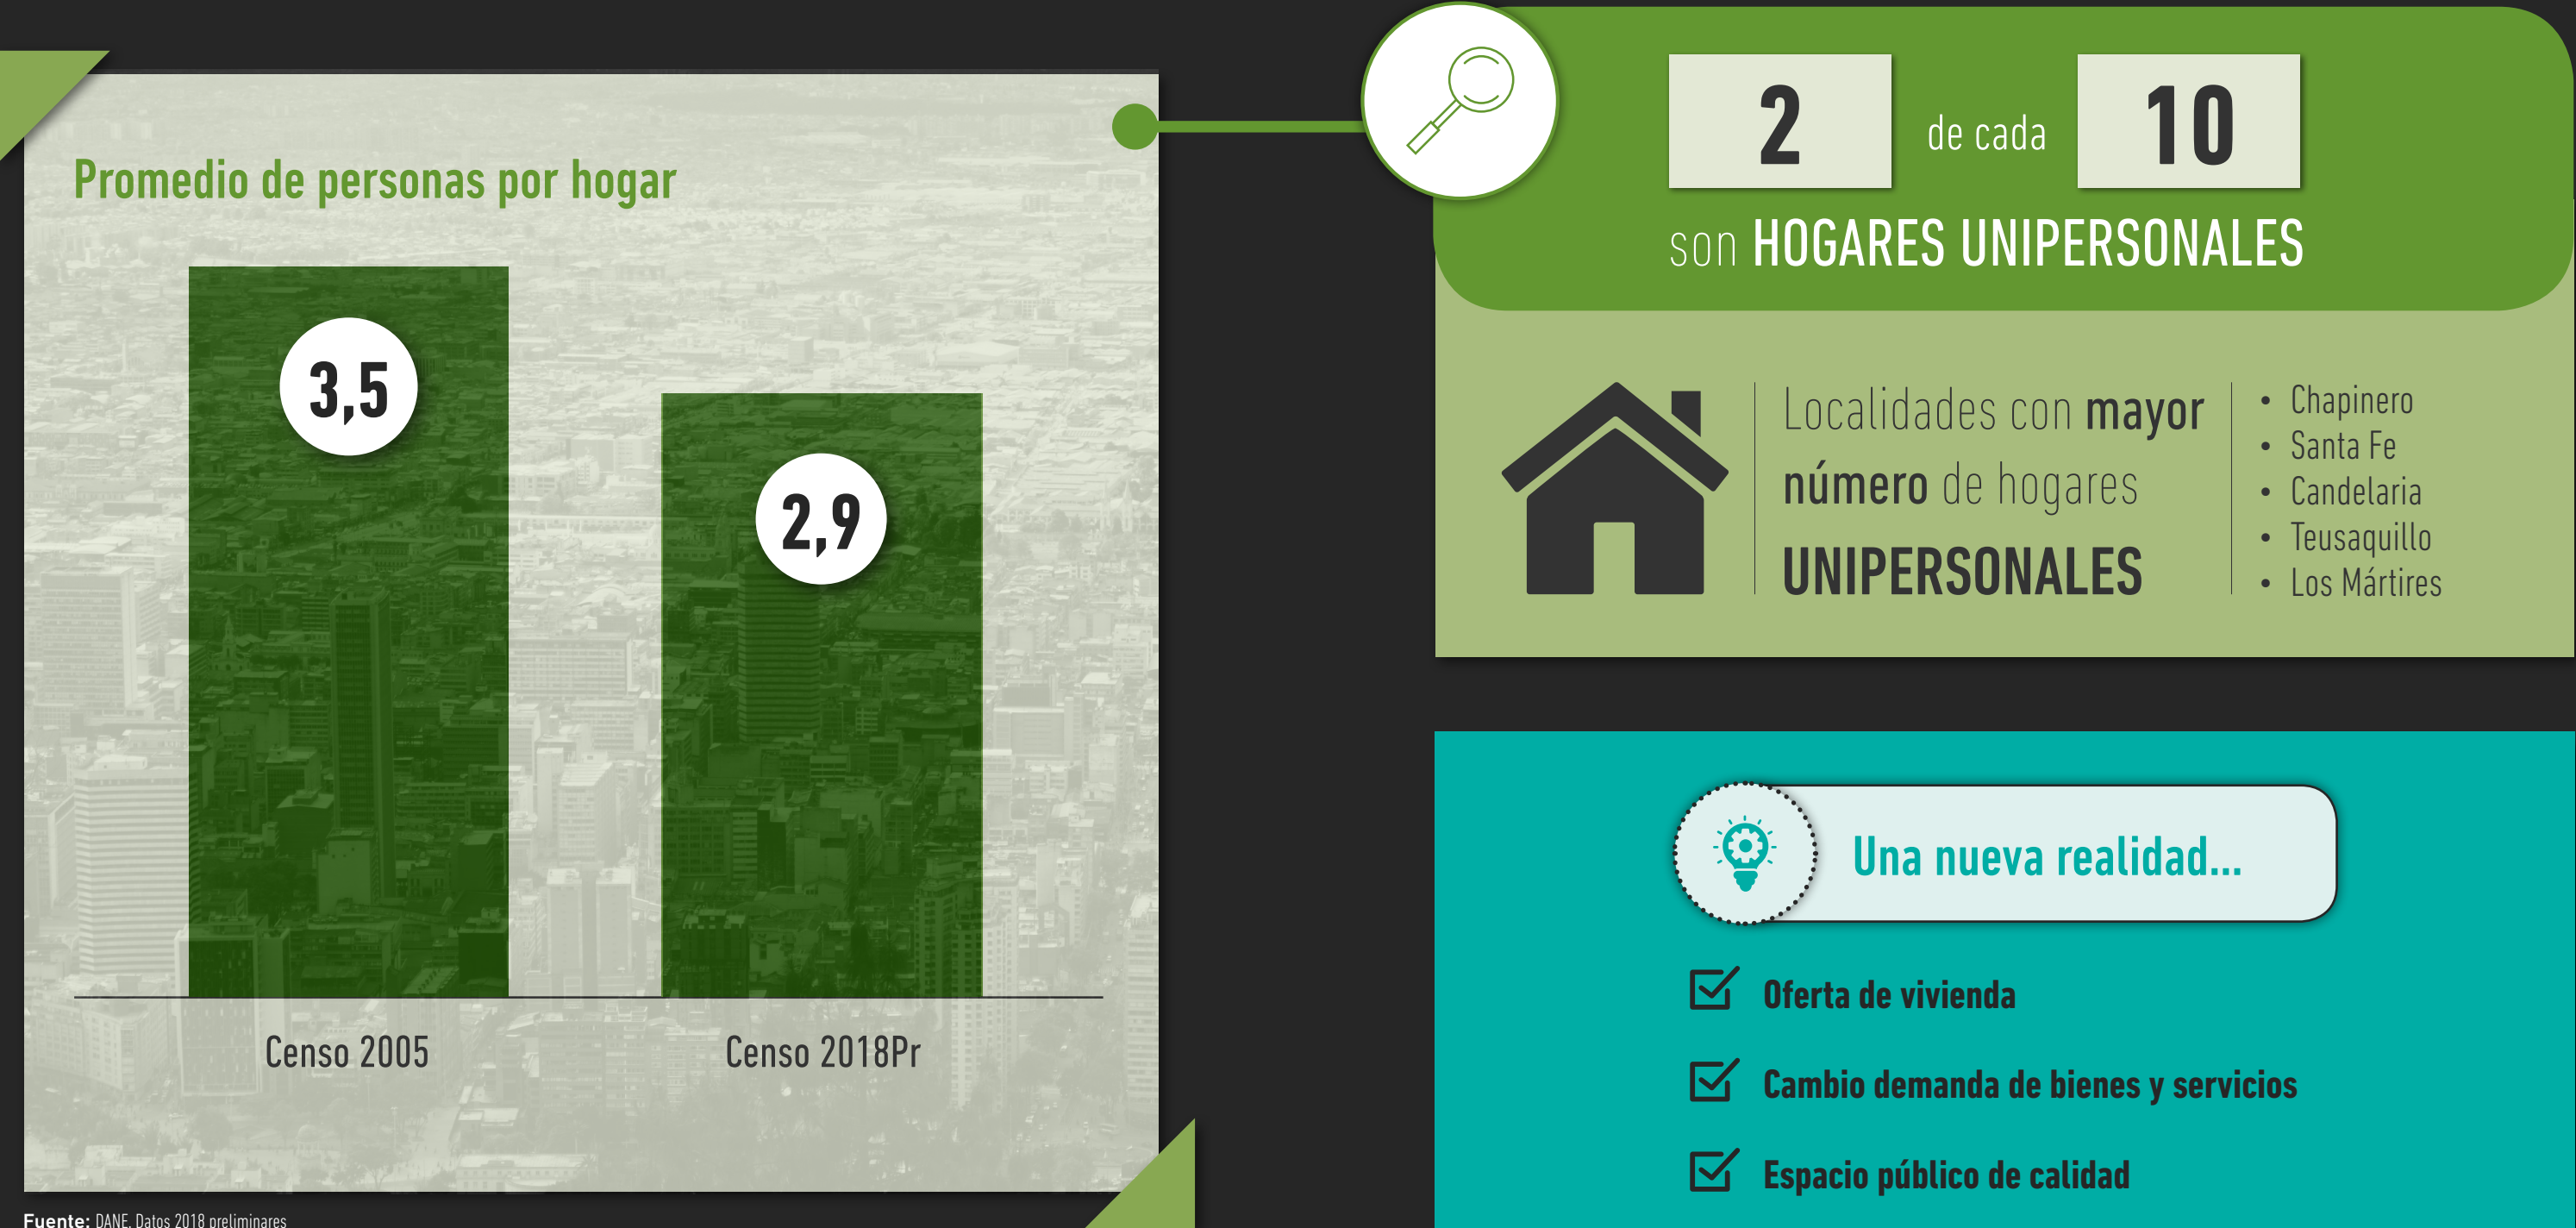 Promedio de personas por hogar
3,5
2,9
Censo 2005
Censo 2018Pr
Fuente: DANE. Datos 2018 preliminares
2 de cada 10
son HOGARES UNIPERSONALES
Localidades con mayor
número de hogares
UNIPERSONALES
• Chapinero
• Santa Fe
• Candelaria
• Teusaquillo
• Los Mártires
Una nueva realidad...
Oferta de vivienda
Cambio demanda de bienes y servicios
Espacio público de calidad